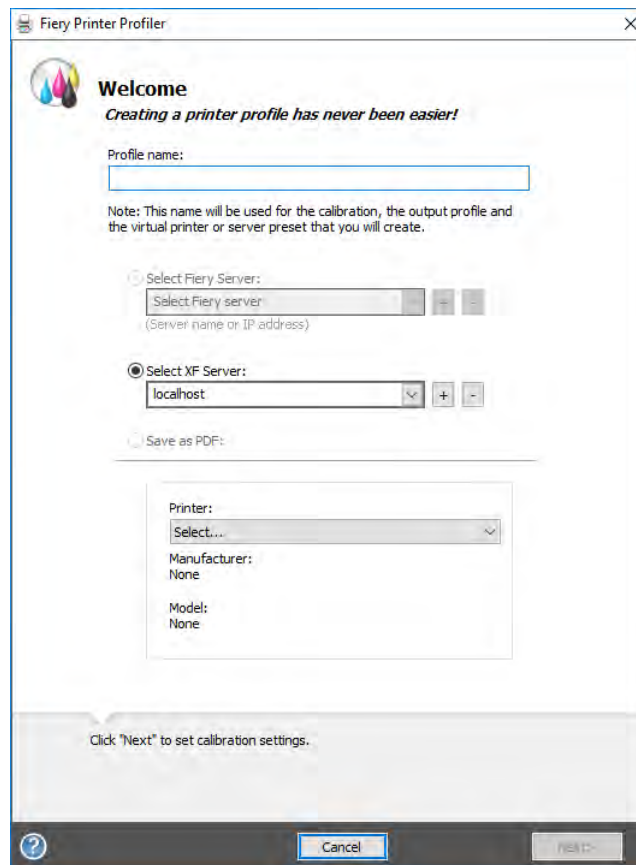 Fiery Printer Profiler
Welcome
Creating a printer profile has never been easier!
Profile name:
Note: This name will be used for the calibration, the output profile and
the virtual printer or server preset that you will create.
Select Fiery Server:
Select Fiery server
+ -
(Server name or IP address)
Select XF Server:
localhost
+ -
Save as PDF:
Printer:
Select...
Manufacturer:
None
Model:
None
Click "Next" to set calibration settings.
? Cancel Next>